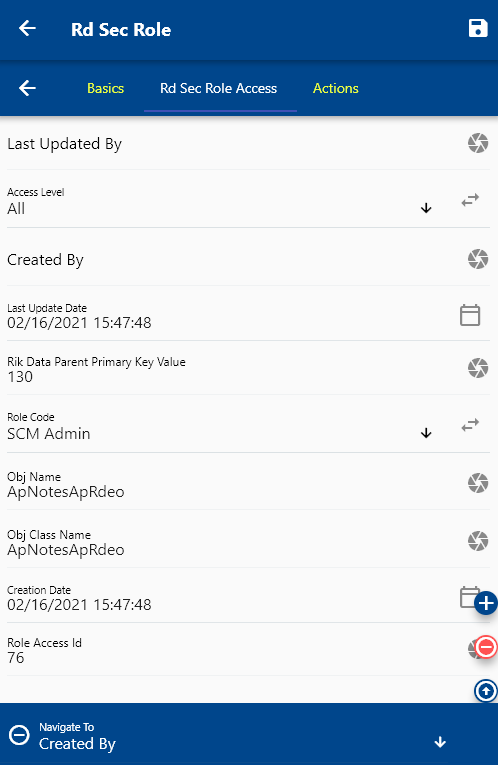 Rd Sec Role
Basics Rd Sec Role Access Actions
Last Updated By
Access Level
All
Created By
Last Update Date
02/16/2021 15:47:48
Rik Data Parent Primary Key Value
130
Role Code
SCM Admin
Obj Name
ApNotesApRdeo
Obj Class Name
ApNotesApRdeo
Creation Date
02/16/2021 15:47:48
Role Access Id
76
Navigate To
Created By